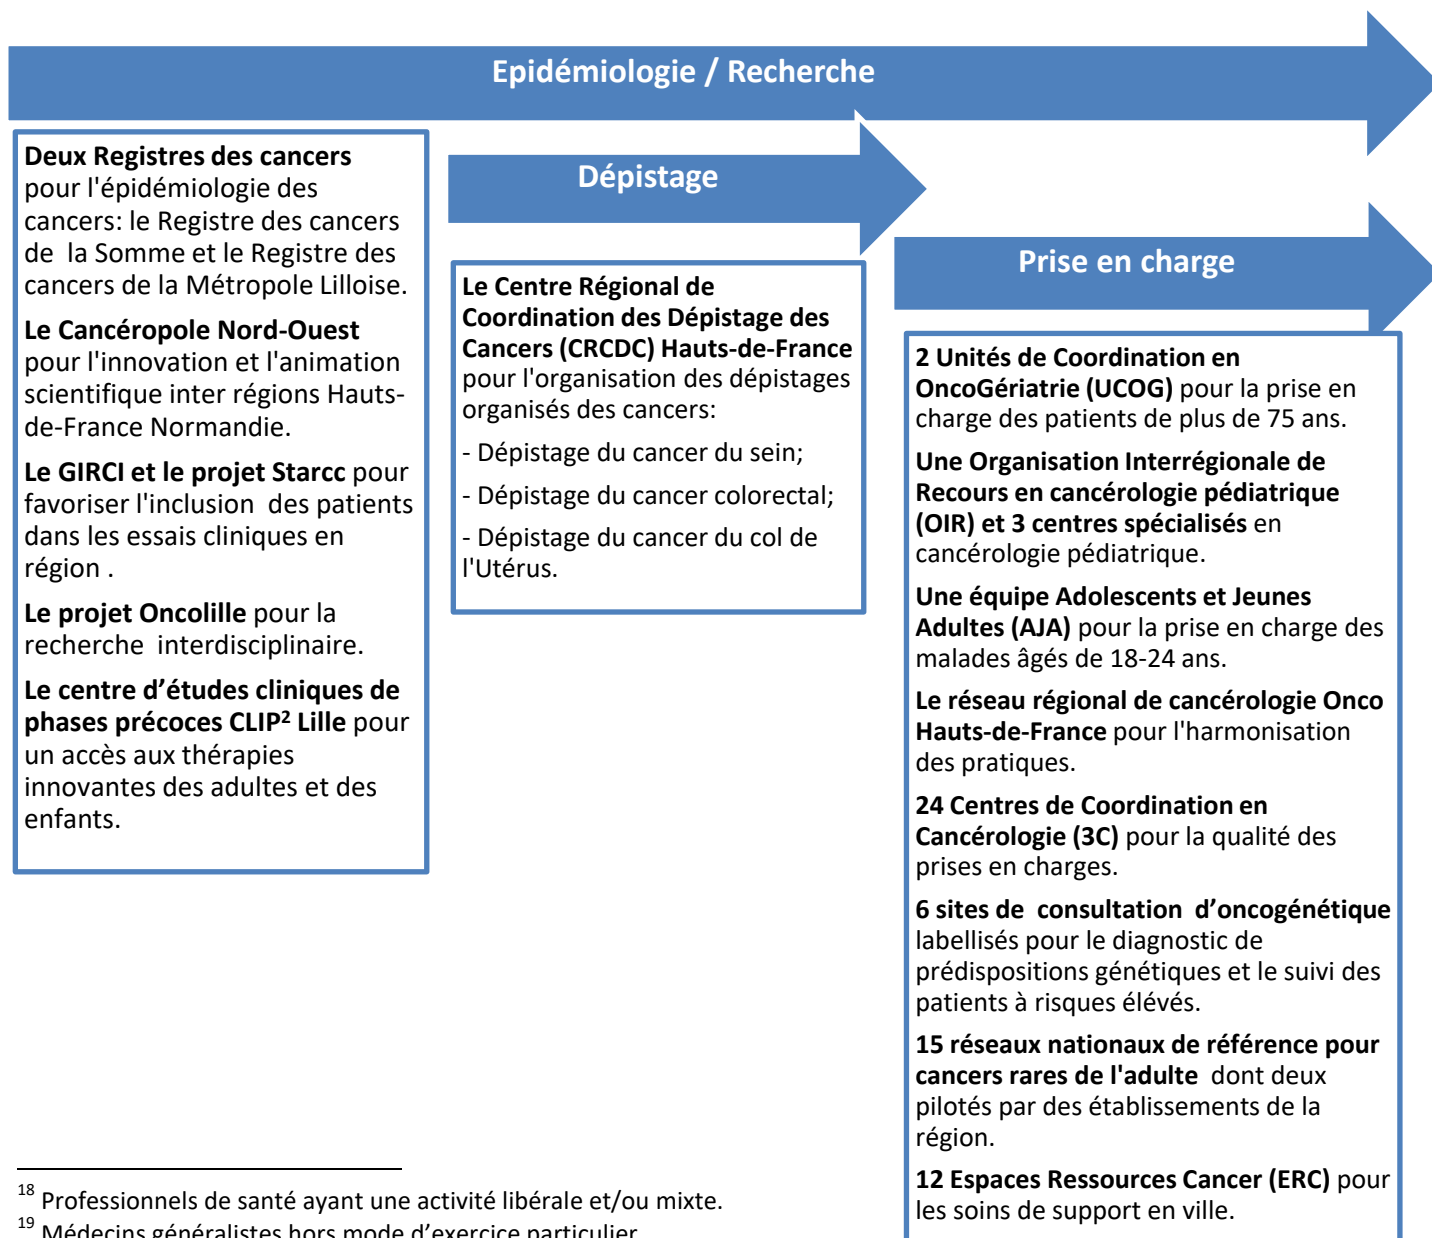 Epidémiologie / Recherche
Deux Registres des cancers
pour l'épidémiologie des
cancers: le Registre des cancers
de la Somme et le Registre des
cancers de la Métropole Lilloise.
Le Cancéropole Nord-Ouest
pour l'innovation et l'animation
scientifique inter régions Hauts-
de-France Normandie.
Le GIRCI et le projet Starcc pour
favoriser l'inclusion des patients
dans les essais cliniques en
région .
Le projet Oncolille pour la
recherche interdisciplinaire.
Le centre d’études cliniques de
phases précoces CLIP² Lille pour
un accès aux thérapies
innovantes des adultes et des
enfants.
Dépistage
Le Centre Régional de
Coordination des Dépistage des
Cancers (CRCDC) Hauts-de-France
pour l'organisation des dépistages
organisés des cancers:
- Dépistage du cancer du sein;
- Dépistage du cancer colorectal;
- Dépistage du cancer du col de
l'Utérus.
Prise en charge
2 Unités de Coordination en
OncoGériatrie (UCOG) pour la prise en
charge des patients de plus de 75 ans.
Une Organisation Interrégionale de
Recours en cancérologie pédiatrique
(OIR) et 3 centres spécialisés en
cancérologie pédiatrique.
Une équipe Adolescents et Jeunes
Adultes (AJA) pour la prise en charge des
malades âgés de 18-24 ans.
Le réseau régional de cancérologie Onco
Hauts-de-France pour l'harmonisation
des pratiques.
24 Centres de Coordination en
Cancérologie (3C) pour la qualité des
prises en charges.
6 sites de consultation d’oncogénétique
labellisés pour le diagnostic de
prédispositions génétiques et le suivi des
patients à risques élévés.
15 réseaux nationaux de référence pour
cancers rares de l'adulte dont deux
pilotés par des établissements de la
région.
12 Espaces Ressources Cancer (ERC) pour
les soins de support en ville.
18 Professionnels de santé ayant une activité libérale et/ou mixte.
19 Médecins généralistes hors mode d’exercice particulier